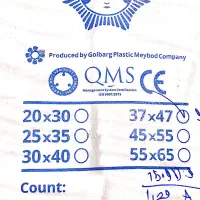 Produced by Golbarg Plastic Meybod Company
QMS CE
Management System Certification
ISO 9001:2015
20x30 37x47
25x35 45x55
30x40 55x65
Count: